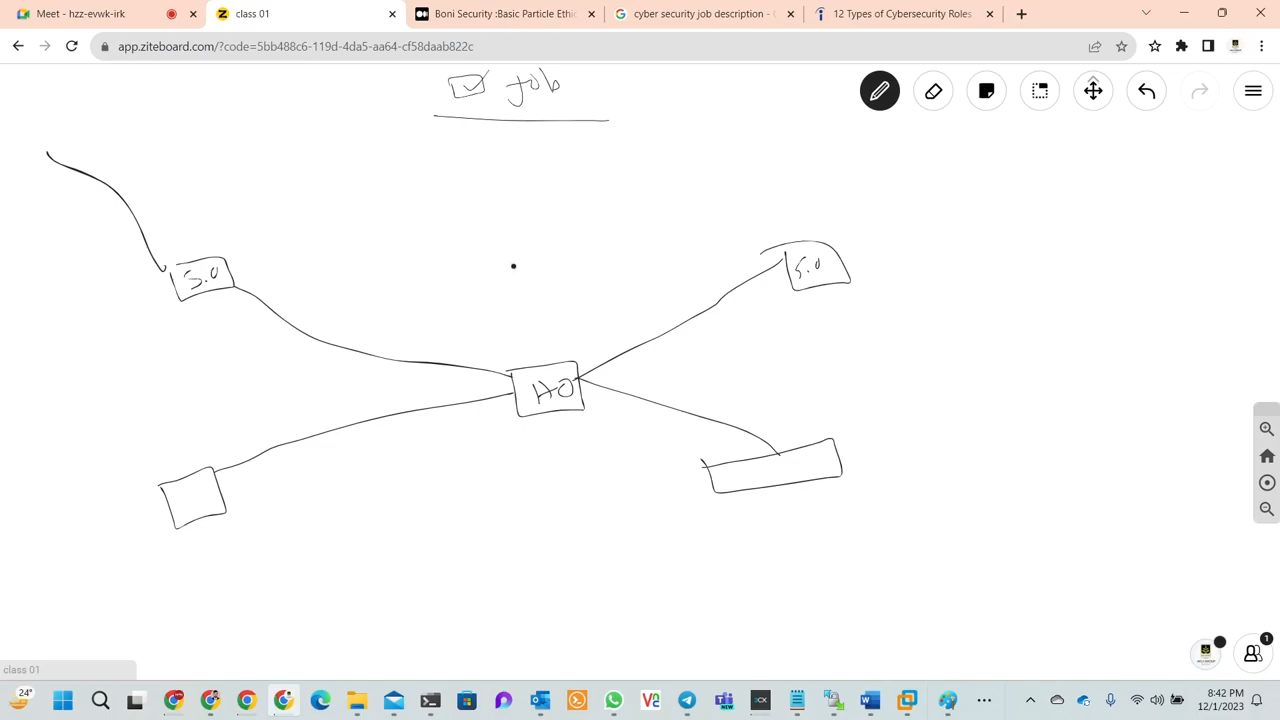 Meet - hzz-evwk-irk
class 01
Boni Security :Basic Particle Ethic
cyber security job description - G
12 Types of Cybersecurity Roles
app.ziteboard.com/?code=5bb488c6-119d-4da5-aa64-cf58daab822c
job
S.O
S.O
HO
class 01
1
24°
8:42 PM
12/1/2023